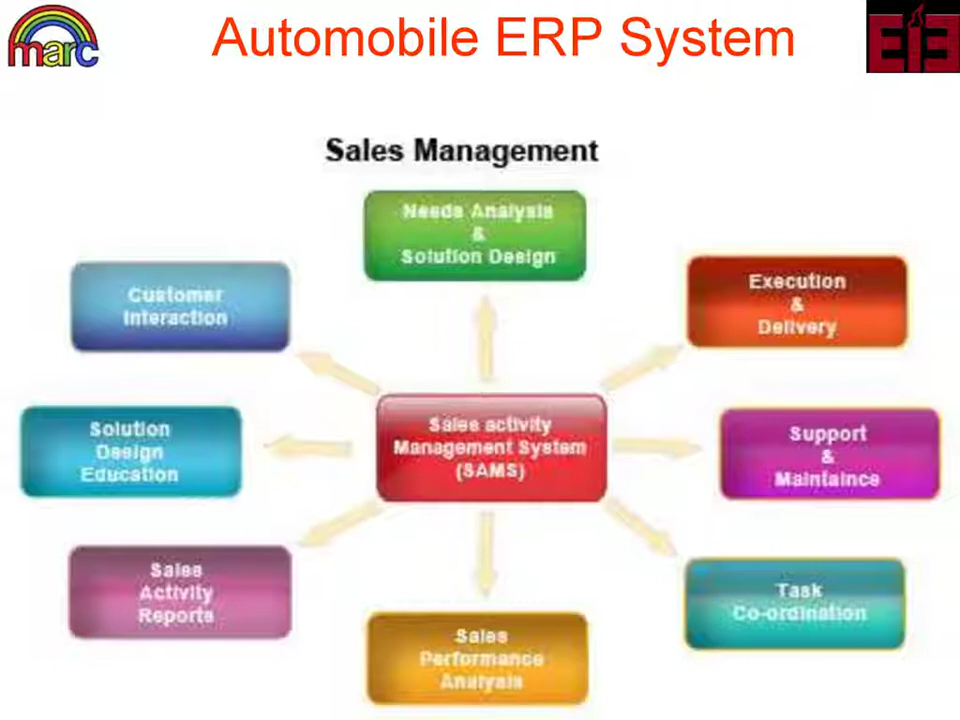 marc
Automobile ERP System
EIE
Sales Management
Needs Analysis
&
Solution Design
Customer
Interaction
Execution
&
Delivery
Solution
Design
Education
Sales activity
Management System
(SAMS)
Support
&
Maintaince
Sales
Activity
Reports
Task
Co-ordination
Sales
Performance
Analysis